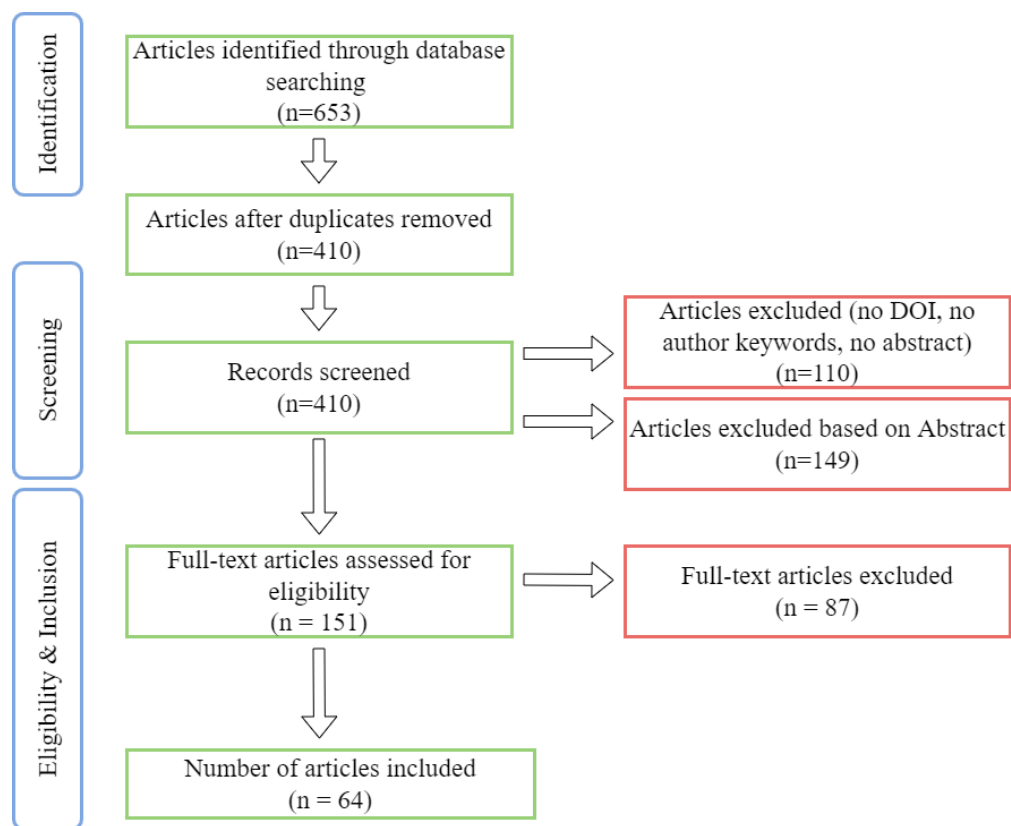 Identification
Articles identified through database
searching
(n=653)
Articles after duplicates removed
(n=410)
Screening
Records screened
(n=410)
Articles excluded (no DOI, no
author keywords, no abstract)
(n=110)
Articles excluded based on Abstract
(n=149)
Eligibility & Inclusion
Full-text articles assessed for
eligibility
(n = 151)
Full-text articles excluded
(n = 87)
Number of articles included
(n = 64)